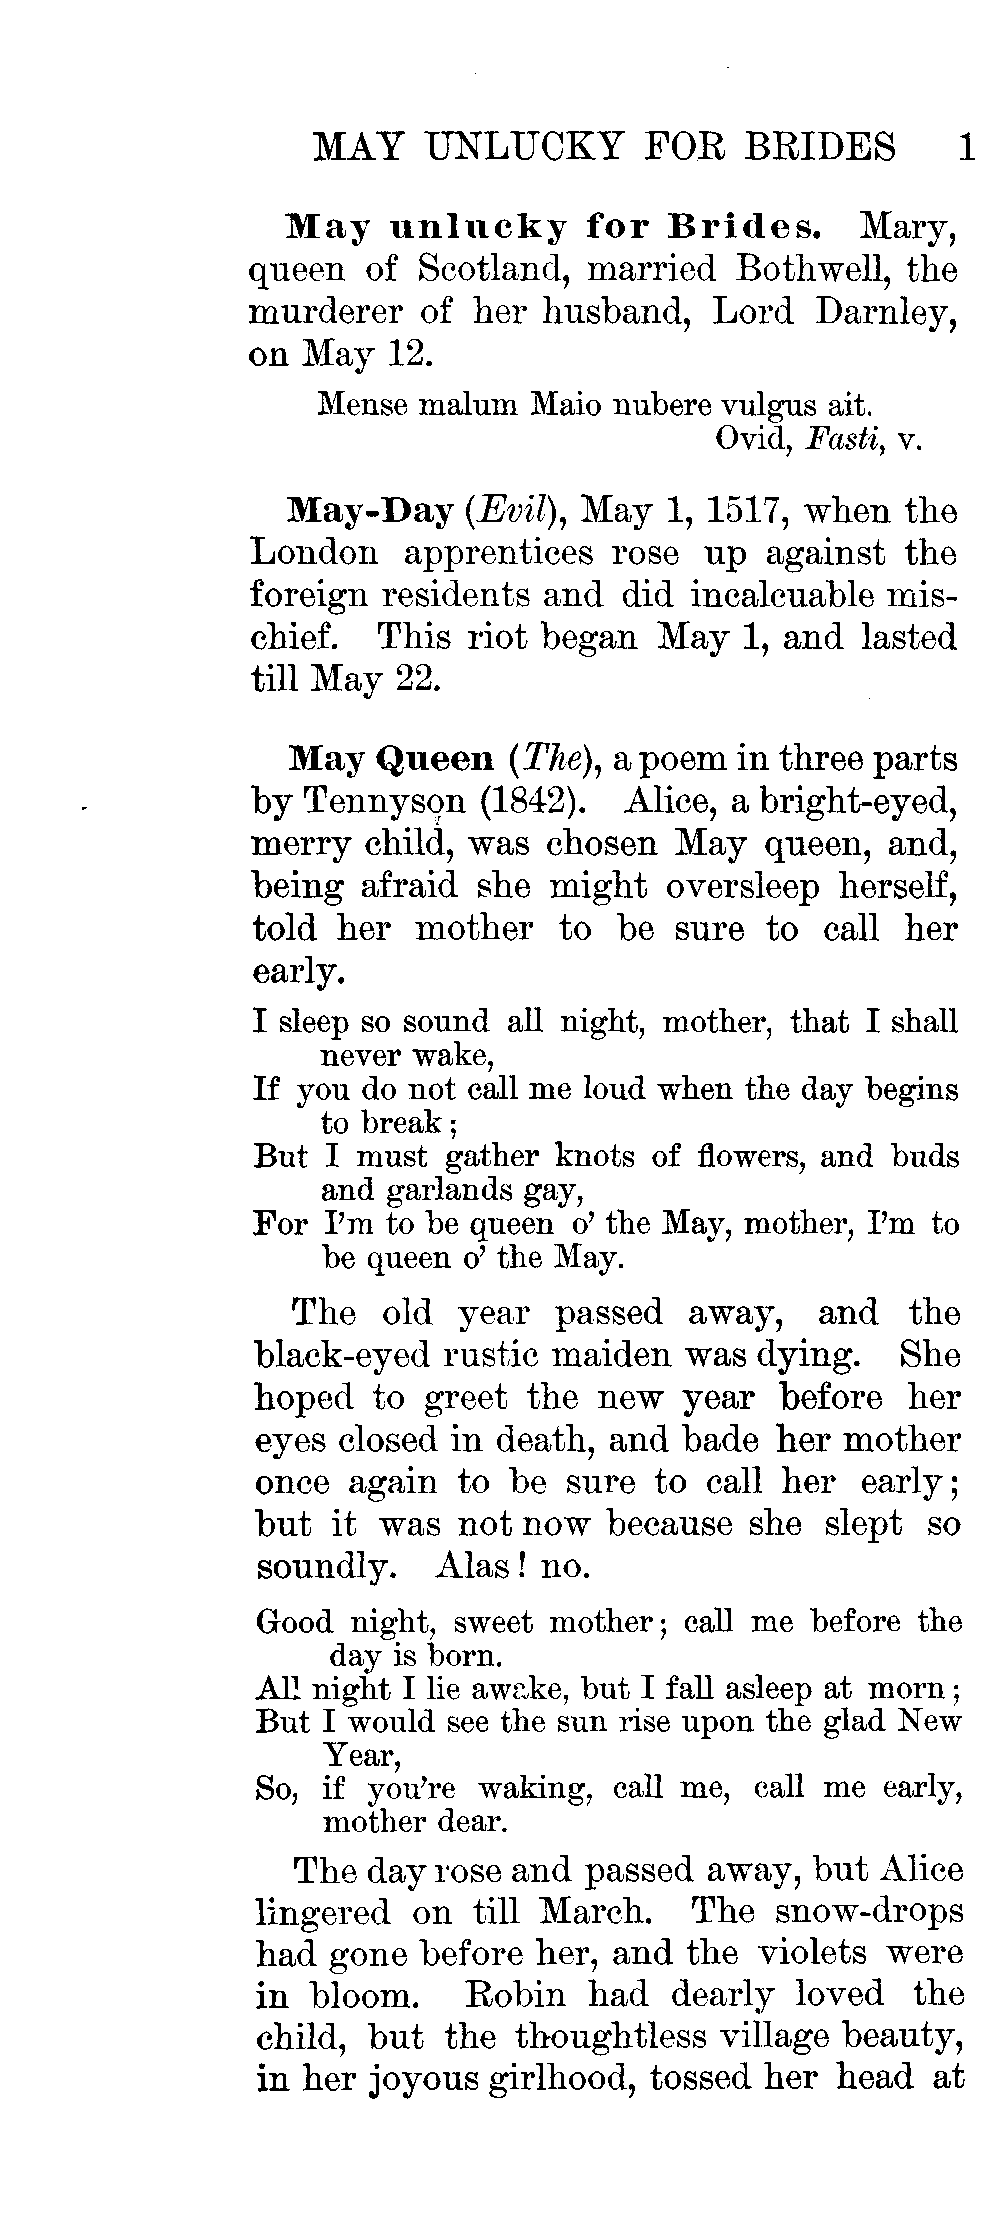 MAY UNLUCKY FOR BRIDES 1
May unlucky for Brides. Mary,
queen of Scotland, married Bothwell, the
murderer of her husband, Lord Darnley,
on May 12.
Mense malum Maio nubere vulgus ait.
Ovid, Fasti, v.
May-Day (Evil), May 1, 1517, when the
London apprentices rose up against the
foreign residents and did incalcuable mis-
chief. This riot began May 1, and lasted
till May 22.
May Queen (The), a poem in three parts
by Tennyson (1842). Alice, a bright-eyed,
merry child, was chosen May queen, and,
being afraid she might oversleep herself,
told her mother to be sure to call her
early.
I sleep so sound all night, mother, that I shall
never wake,
If you do not call me loud when the day begins
to break;
But I must gather knots of flowers, and buds
and garlands gay,
For I'm to be queen o' the May, mother, I'm to
be queen o' the May.
The old year passed away, and the
black-eyed rustic maiden was dying. She
hoped to greet the new year before her
eyes closed in death, and bade her mother
once again to be sure to call her early;
but it was not now because she slept so
soundly. Alas! no.
Good night, sweet mother; call me before the
day is born.
All night I lie awake, but I fall asleep at morn;
But I would see the sun rise upon the glad New
Year,
So, if you're waking, call me, call me early,
mother dear.
The day rose and passed away, but Alice
lingered on till March. The snow-drops
had gone before her, and the violets were
in bloom. Robin had dearly loved the
child, but the thoughtless village beauty,
in her joyous girlhood, tossed her head at